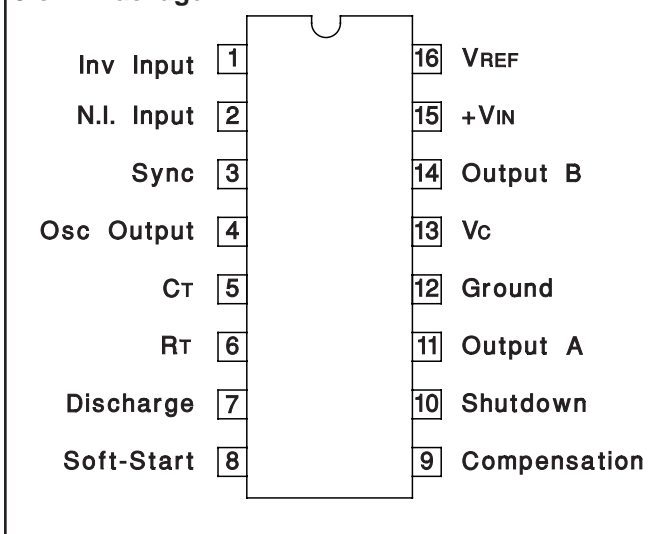 Inv Input 1 16 VREF
N.I. Input 2 15 +VIN
Sync 3 14 Output B
Osc Output 4 13 VC
CT 5 12 Ground
RT 6 11 Output A
Discharge 7 10 Shutdown
Soft-Start 8 9 Compensation